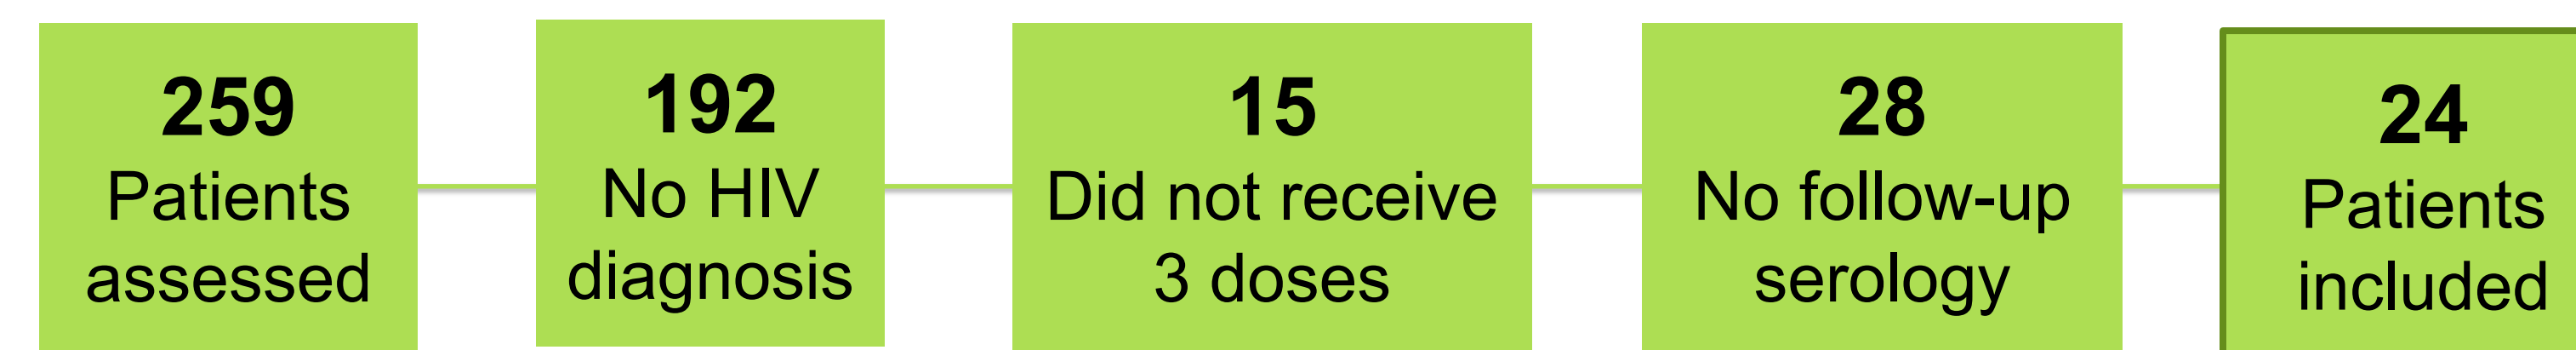 259
Patients
assessed
192
No HIV
diagnosis
15
Did not receive
3 doses
28
No follow-up
serology
24
Patients
included